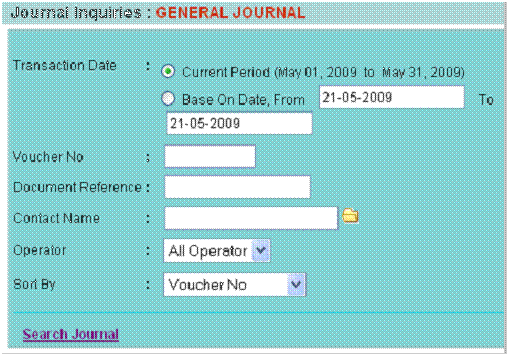 Journal Inquiries : GENERAL JOURNAL
Transaction Date : Current Period (May 01, 2009 to May 31, 2009)
Base On Date, From 21-05-2009 To
21-05-2009
Voucher No :
Document Reference :
Contact Name :
Operator : All Operator
Sort By : Voucher No
Search Journal